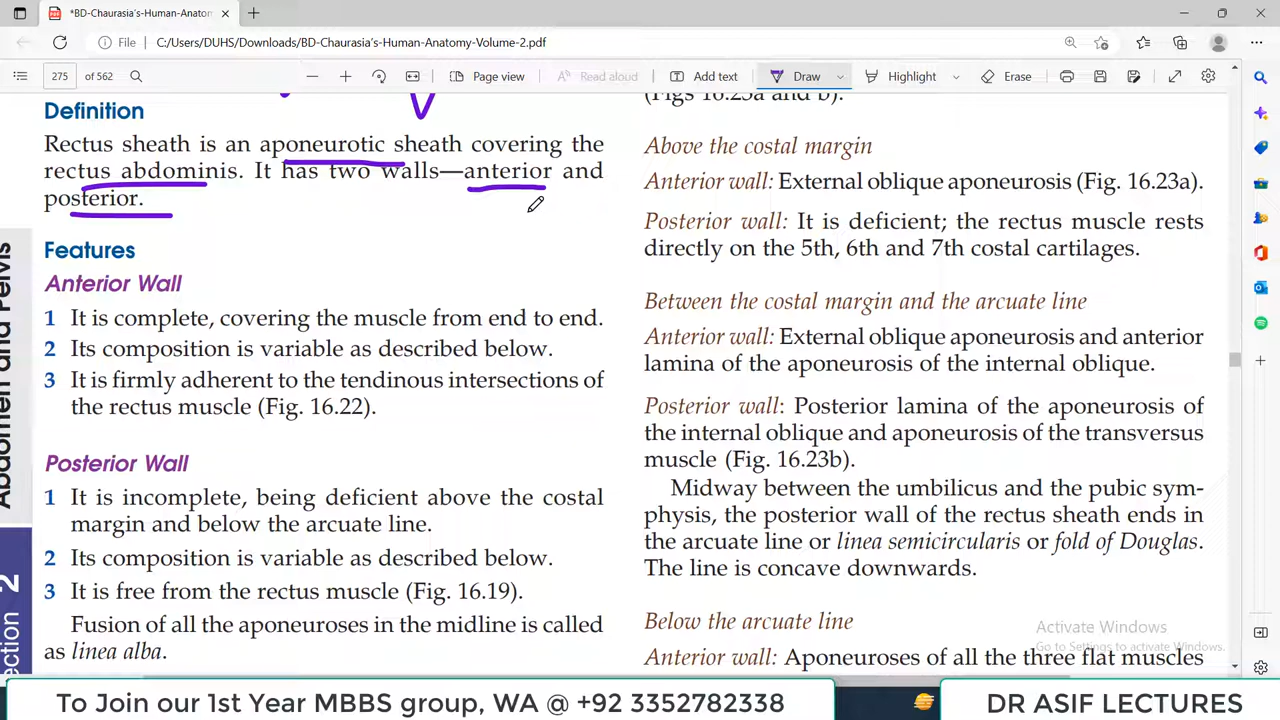 *BD-Chaurasia's-Human-Anatom
File
C:/Users/DUHS/Downloads/BD-Chaurasia's-Human-Anatomy-Volume-2.pdf
275
of 562
Page view
Read aloud
Add text
Draw
Highlight
Erase
Definition
Rectus sheath is an aponeurotic sheath covering the
rectus abdominis. It has two walls—anterior and
posterior.
Features
Anterior Wall
1 It is complete, covering the muscle from end to end.
2 Its composition is variable as described below.
3 It is firmly adherent to the tendinous intersections of
the rectus muscle (Fig. 16.22).
Posterior Wall
1 It is incomplete, being deficient above the costal
margin and below the arcuate line.
2 Its composition is variable as described below.
3 It is free from the rectus muscle (Fig. 16.19).
Fusion of all the aponeuroses in the midline is called
as linea alba.
(Figs 16.23a and b).
Above the costal margin
Anterior wall: External oblique aponeurosis (Fig. 16.23a).
Posterior wall: It is deficient; the rectus muscle rests
directly on the 5th, 6th and 7th costal cartilages.
Between the costal margin and the arcuate line
Anterior wall: External oblique aponeurosis and anterior
lamina of the aponeurosis of the internal oblique.
Posterior wall: Posterior lamina of the aponeurosis of
the internal oblique and aponeurosis of the transversus
muscle (Fig. 16.23b).
Midway between the umbilicus and the pubic sym-
physis, the posterior wall of the rectus sheath ends in
the arcuate line or linea semicircularis or fold of Douglas.
The line is concave downwards.
Below the arcuate line
Anterior wall: Aponeuroses of all the three flat muscles
Abdomen and Pelvis
ection 2
Activate Windows
Go to Settings to activate Windows.
To Join our 1st Year MBBS group, WA @ +92 3352782338
DR ASIF LECTURES